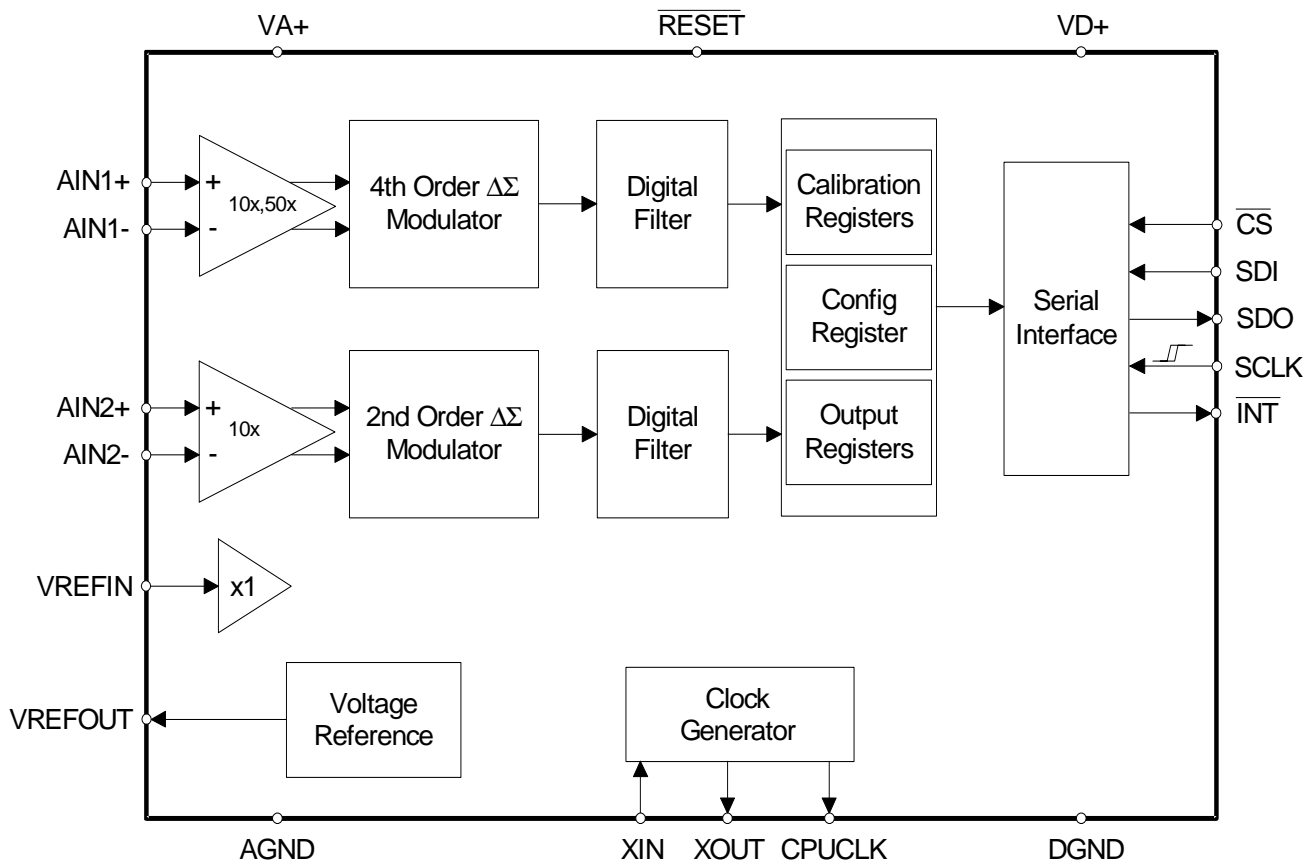 VA+
RESET
VD+
AIN1+
AIN1-
+
-
10x,50x
4th Order ΔΣ
Modulator
Digital
Filter
Calibration
Registers
Config
Register
Output
Registers
Serial
Interface
CS
SDI
SDO
SCLK
INT
AIN2+
AIN2-
+
-
10x
2nd Order ΔΣ
Modulator
Digital
Filter
VREFIN
x1
VREFOUT
Voltage
Reference
Clock
Generator
AGND
XIN
XOUT
CPUCLK
DGND